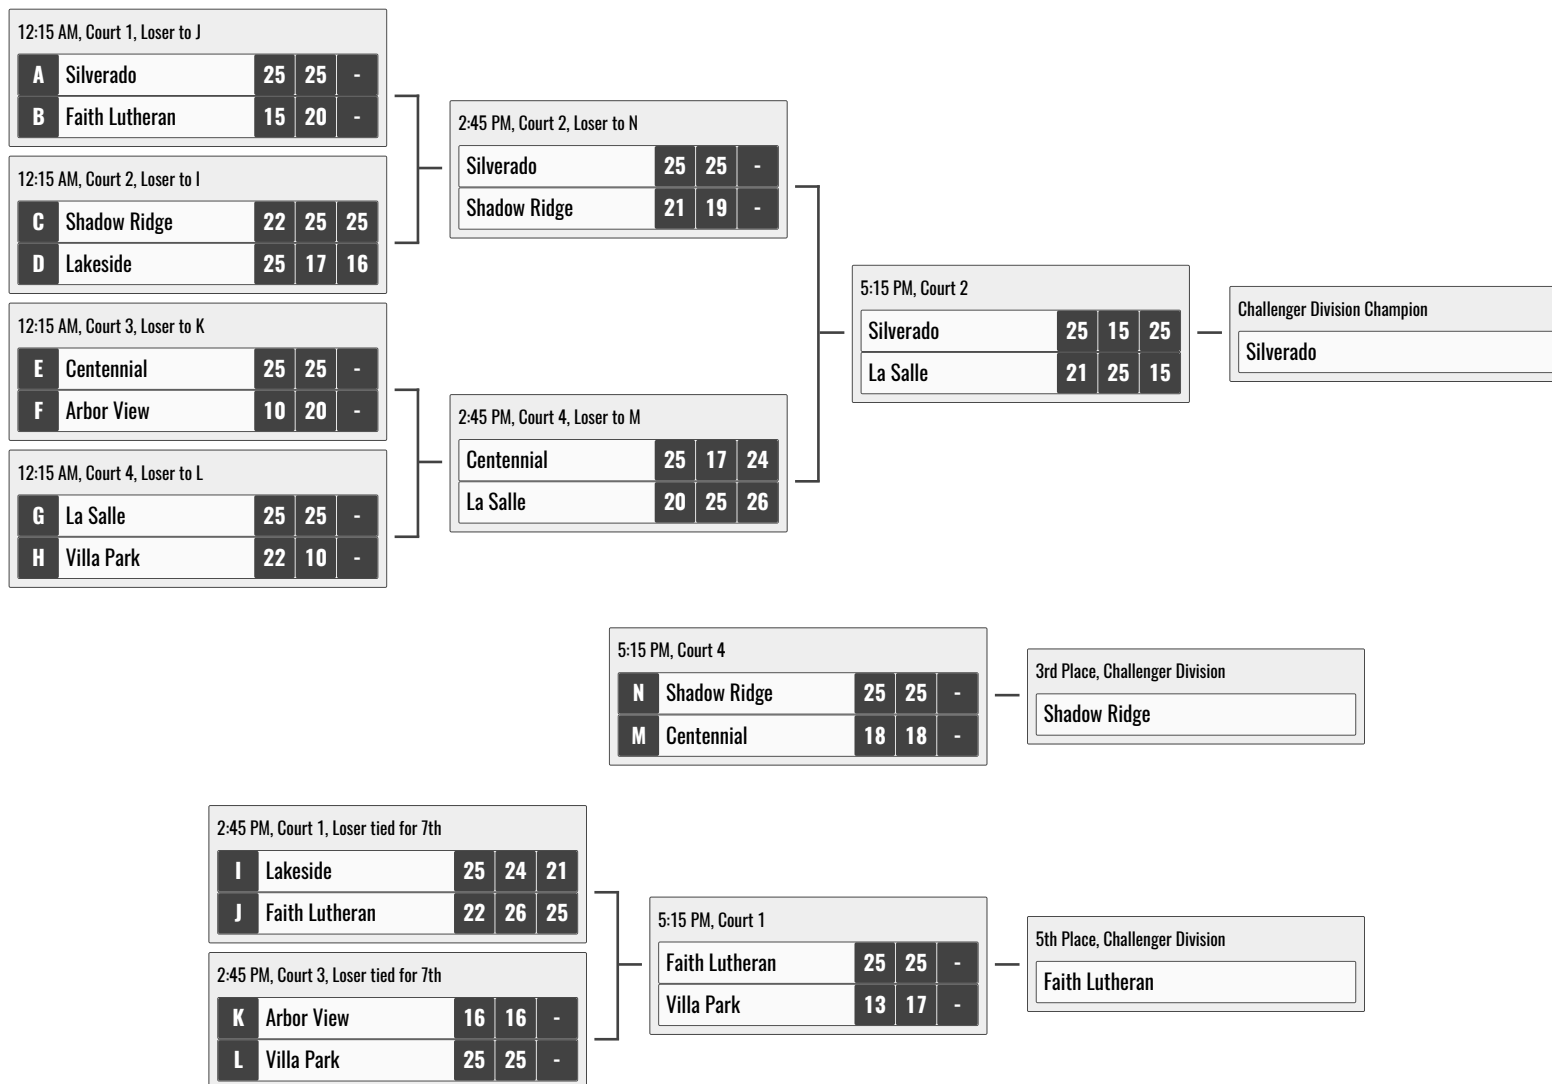 12:15 AM, Court 1, Loser to J
A Silverado 25 25 -
B Faith Lutheran 15 20 -
12:15 AM, Court 2, Loser to I
C Shadow Ridge 22 25 25
D Lakeside 25 17 16
12:15 AM, Court 3, Loser to K
E Centennial 25 25 -
F Arbor View 10 20 -
12:15 AM, Court 4, Loser to L
G La Salle 25 25 -
H Villa Park 22 10 -
2:45 PM, Court 2, Loser to N
Silverado 25 25 -
Shadow Ridge 21 19 -
2:45 PM, Court 4, Loser to M
Centennial 25 17 24
La Salle 20 25 26
5:15 PM, Court 2
Silverado 25 15 25
La Salle 21 25 15
Challenger Division Champion
Silverado
5:15 PM, Court 4
N Shadow Ridge 25 25 -
M Centennial 18 18 -
3rd Place, Challenger Division
Shadow Ridge
2:45 PM, Court 1, Loser tied for 7th
I Lakeside 25 24 21
J Faith Lutheran 22 26 25
2:45 PM, Court 3, Loser tied for 7th
K Arbor View 16 16 -
L Villa Park 25 25 -
5:15 PM, Court 1
Faith Lutheran 25 25 -
Villa Park 13 17 -
5th Place, Challenger Division
Faith Lutheran